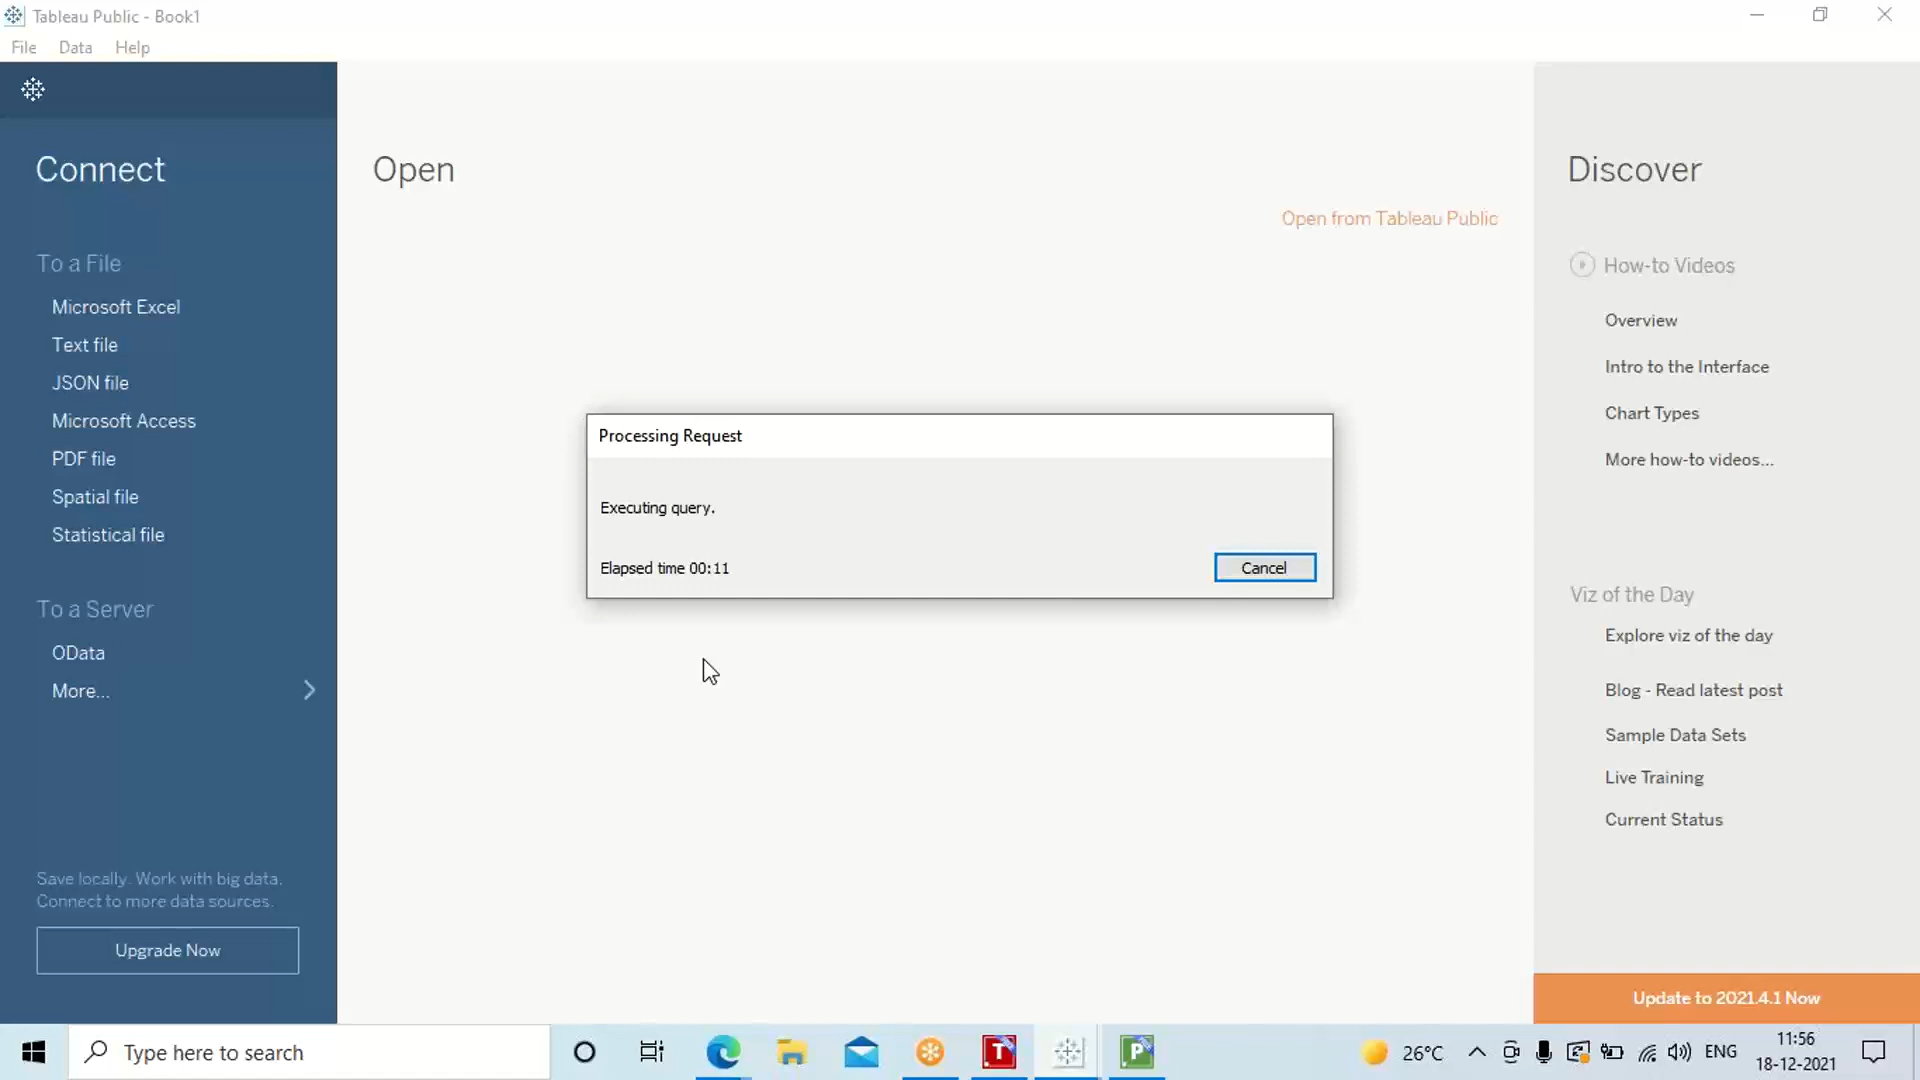 Tableau Public - Book1
File Data Help
Connect
To a File
Microsoft Excel
Text file
JSON file
Microsoft Access
PDF file
Spatial file
Statistical file
To a Server
OData
More...
Save locally. Work with big data.
Connect to more data sources.
Upgrade Now
Open
Open from Tableau Public
Processing Request
Executing query.
Elapsed time 00:11
Cancel
Discover
How-to Videos
Overview
Intro to the Interface
Chart Types
More how-to videos...
Viz of the Day
Explore viz of the day
Blog - Read latest post
Sample Data Sets
Live Training
Current Status
Update to 2021.4.1 Now
Type here to search
T
P
26°C
ENG
11:56
18-12-2021